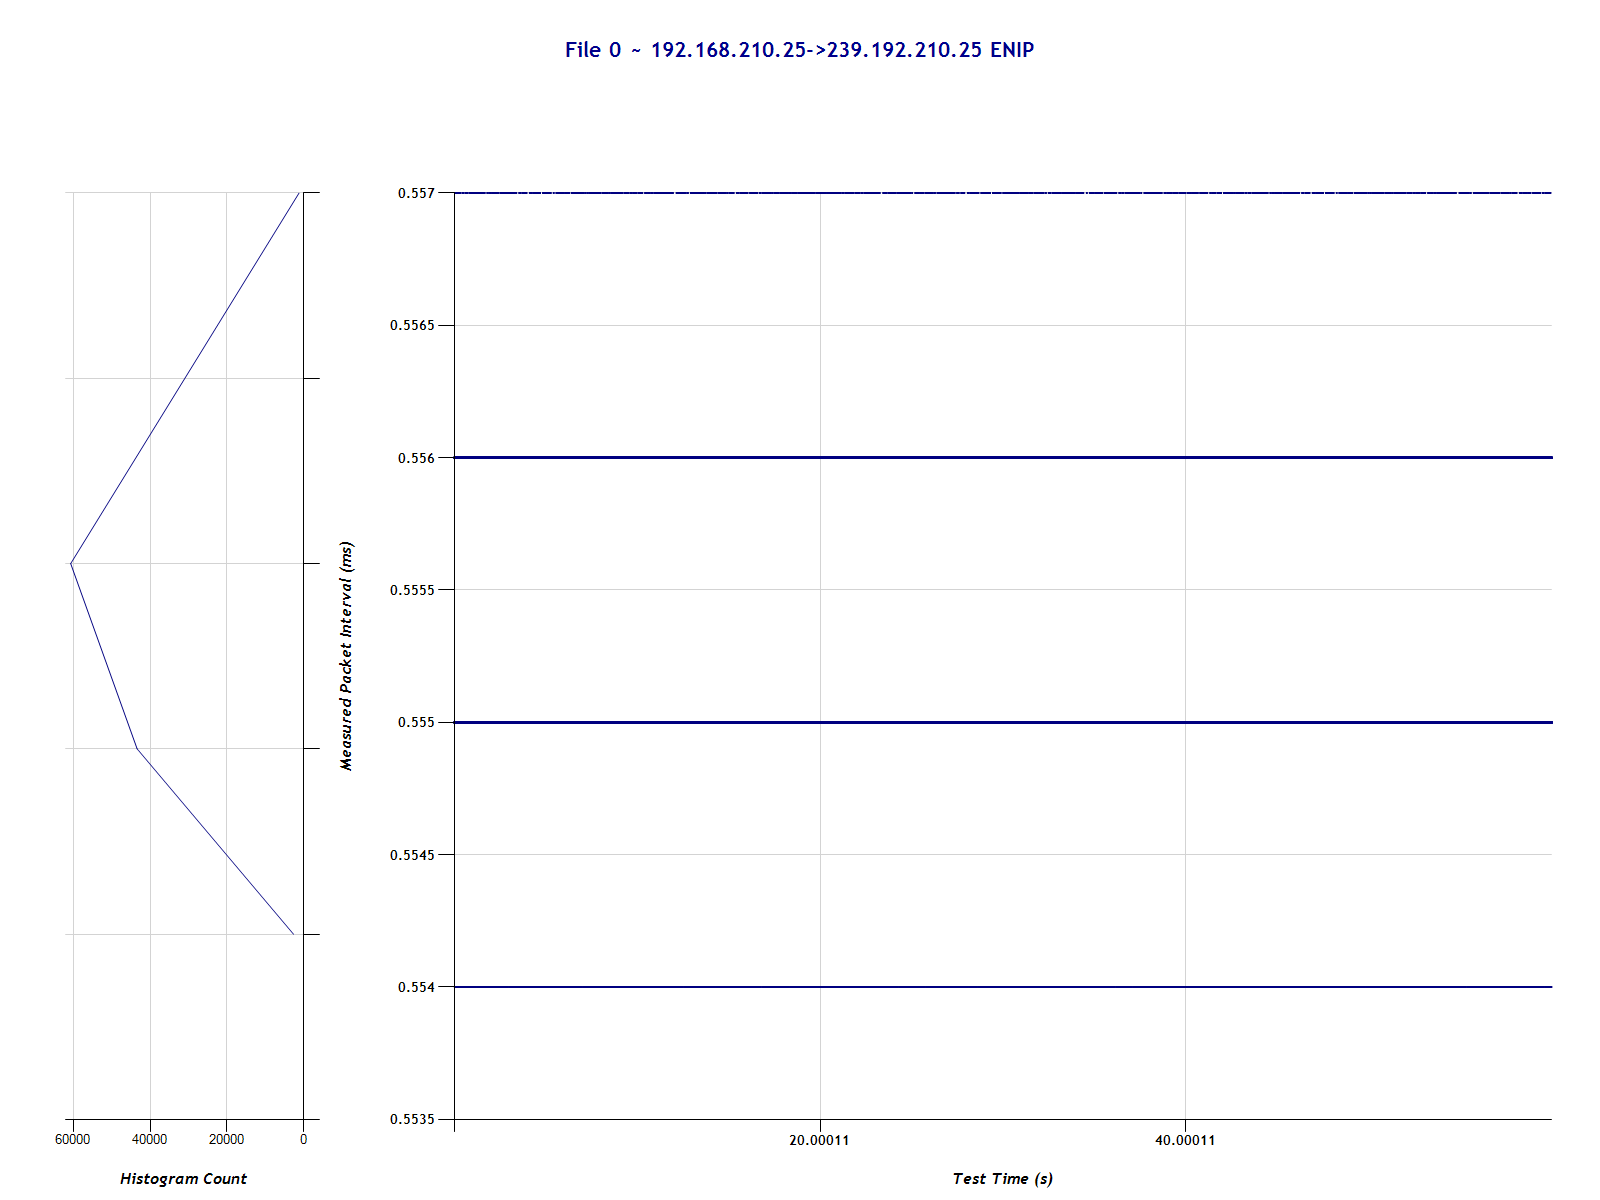 File 0 ~ 192.168.210.25->239.192.210.25 ENIP
0.557
0.5565
0.556
0.5555
0.555
0.5545
0.554
0.5535
Measured Packet Interval (ms)
60000 40000 20000 0
20.00011 40.00011
Histogram Count
Test Time (s)